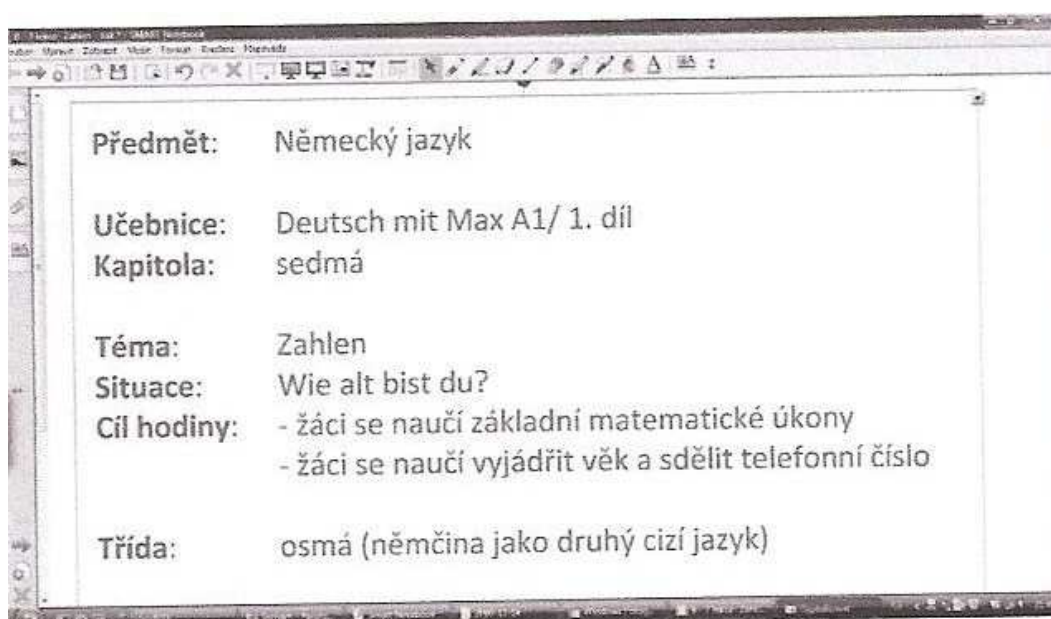 SMART Notebook
Předmět: Německý jazyk
Učebnice: Deutsch mit Max A1/ 1. díl
Kapitola: sedmá
Téma: Zahlen
Situace: Wie alt bist du?
Cíl hodiny: - žáci se naučí základní matematické úkony
- žáci se naučí vyjádřit věk a sdělit telefonní číslo
Třída: osmá (němčina jako druhý cizí jazyk)